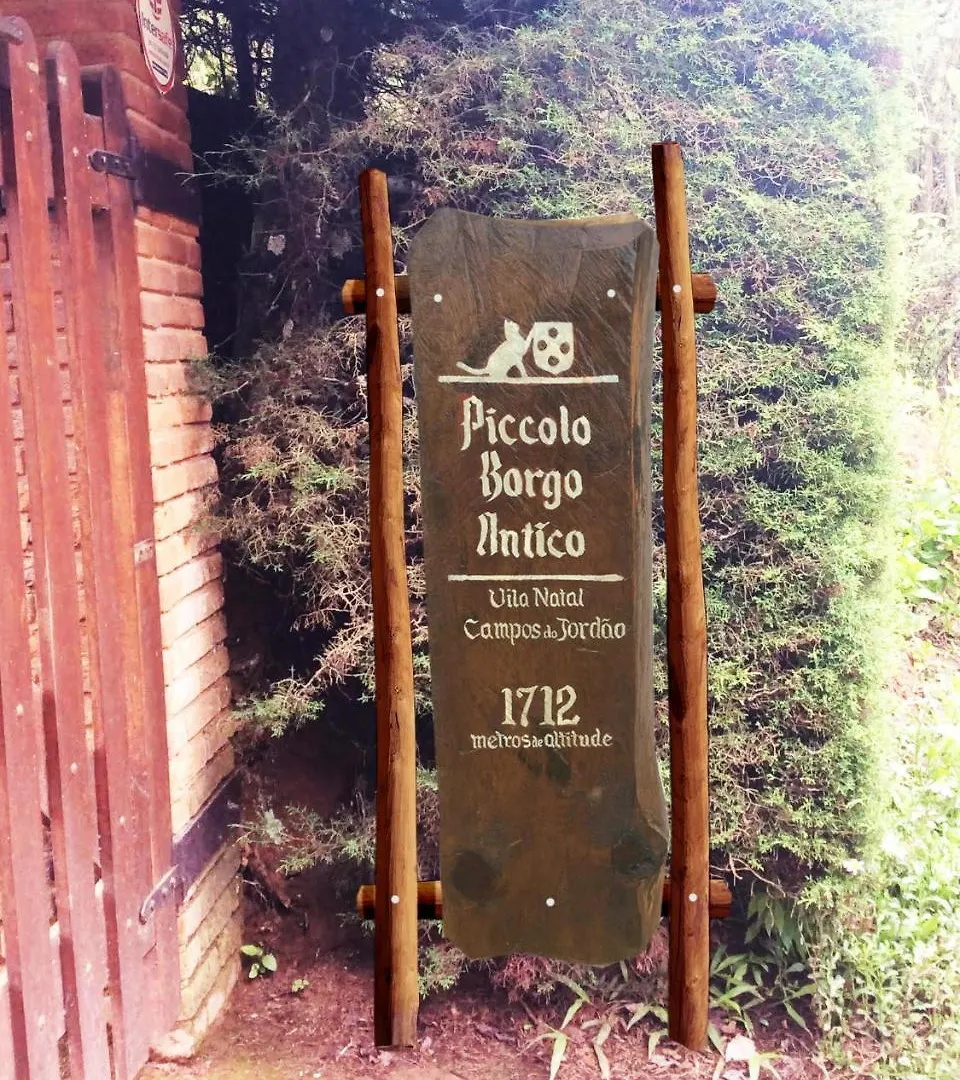 Piccolo
Borgo
Antico
Vila Natal
Campos do Jordão
1712
metros de altitude